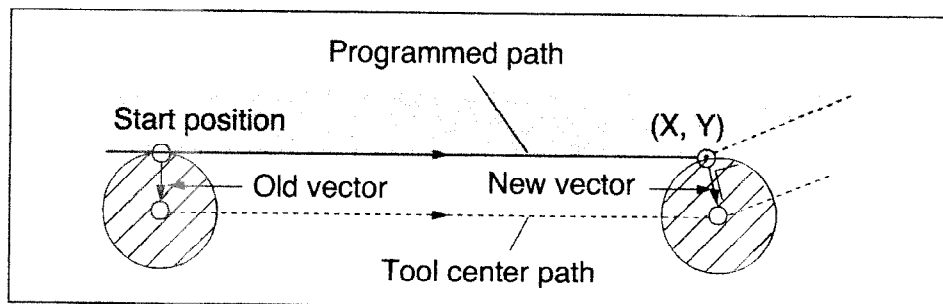 Programmed path
Start position
(X, Y)
Old vector
New vector
Tool center path